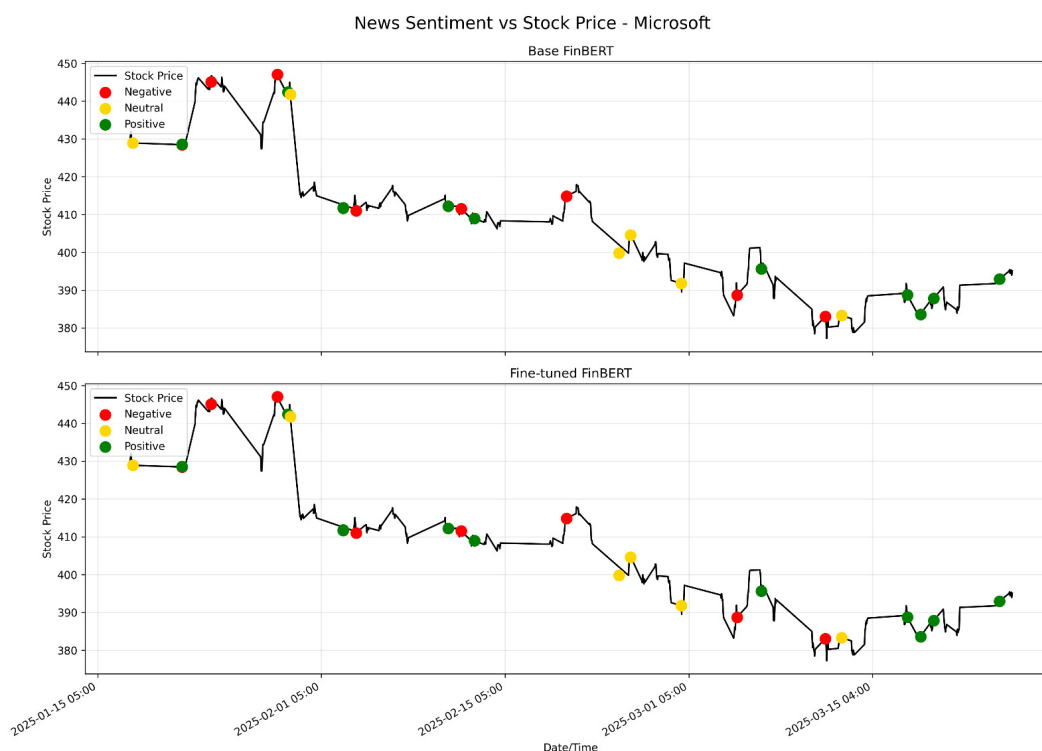 News Sentiment vs Stock Price - Microsoft
Base FinBERT
Stock Price
Negative
Neutral
Positive
450
440
430
420
410
400
390
380
Stock Price
Fine-tuned FinBERT
Stock Price
Negative
Neutral
Positive
450
440
430
420
410
400
390
380
Stock Price
2025-01-15 05:00
2025-02-01 05:00
2025-02-15 05:00
2025-03-01 05:00
2025-03-15 04:00
Date/Time